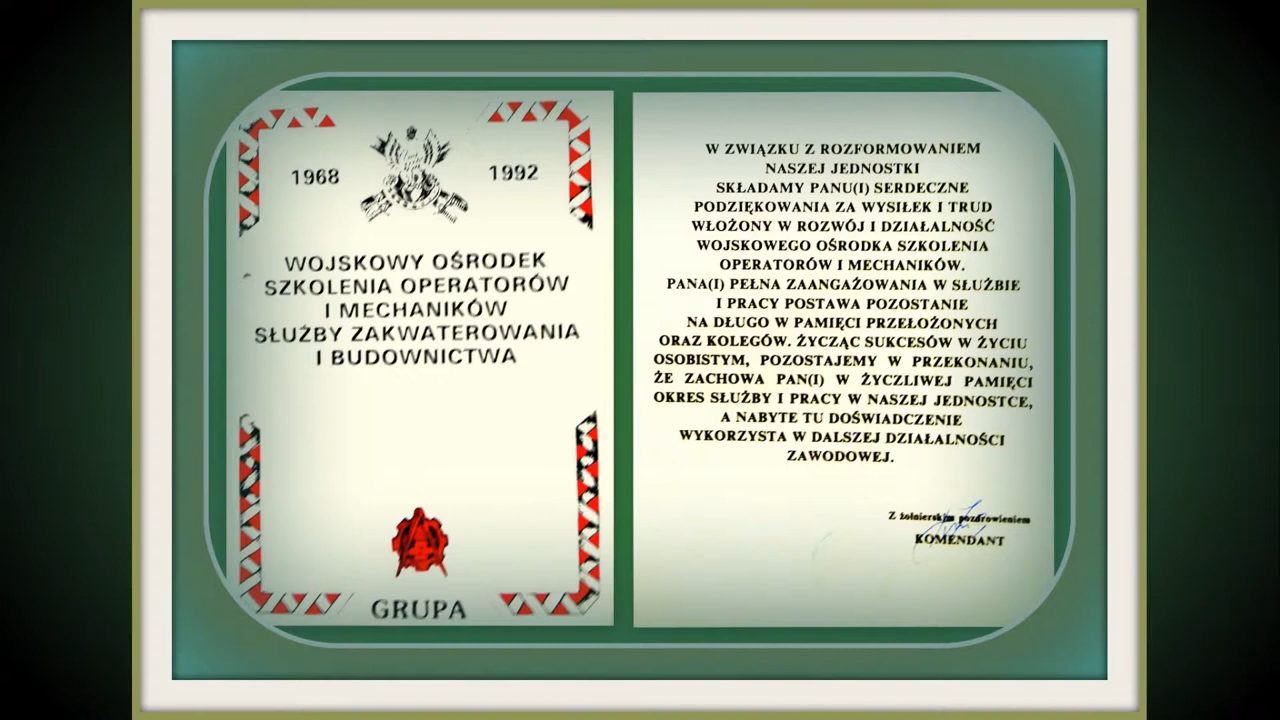 1968
1992
WOJSKOWY OŚRODEK
SZKOLENIA OPERATORÓW
I MECHANIKÓW
SŁUŻBY ZAKWATEROWANIA
I BUDOWNICTWA
GRUPA
W ZWIĄZKU Z ROZFORMOWANIEM
NASZEJ JEDNOSTKI
SKŁADAMY PANU(I) SERDECZNE
PODZIĘKOWANIA ZA WYSIŁEK I TRUD
WŁOŻONY W ROZWÓJ I DZIAŁALNOŚĆ
WOJSKOWEGO OŚRODKA SZKOLENIA
OPERATORÓW I MECHANIKÓW.
PANA(I) PEŁNA ZAANGAŻOWANIA W SŁUŻBIE
I PRACY POSTAWA POZOSTANIE
NA DŁUGO W PAMIĘCI PRZEŁOŻONYCH
ORAZ KOLEGÓW. ŻYCZĄC SUKCESÓW W ŻYCIU
OSOBISTYM, POZOSTAJEMY W PRZEKONANIU,
ŻE ZACHOWA PAN(I) W ŻYCZLIWEJ PAMIĘCI
OKRES SŁUŻBY I PRACY W NASZEJ JEDNOSTCE,
A NABYTE TU DOŚWIADCZENIE
WYKORZYSTA W DALSZEJ DZIAŁALNOŚCI
ZAWODOWEJ.
Z żołnierskim pozdrowieniem
KOMENDANT